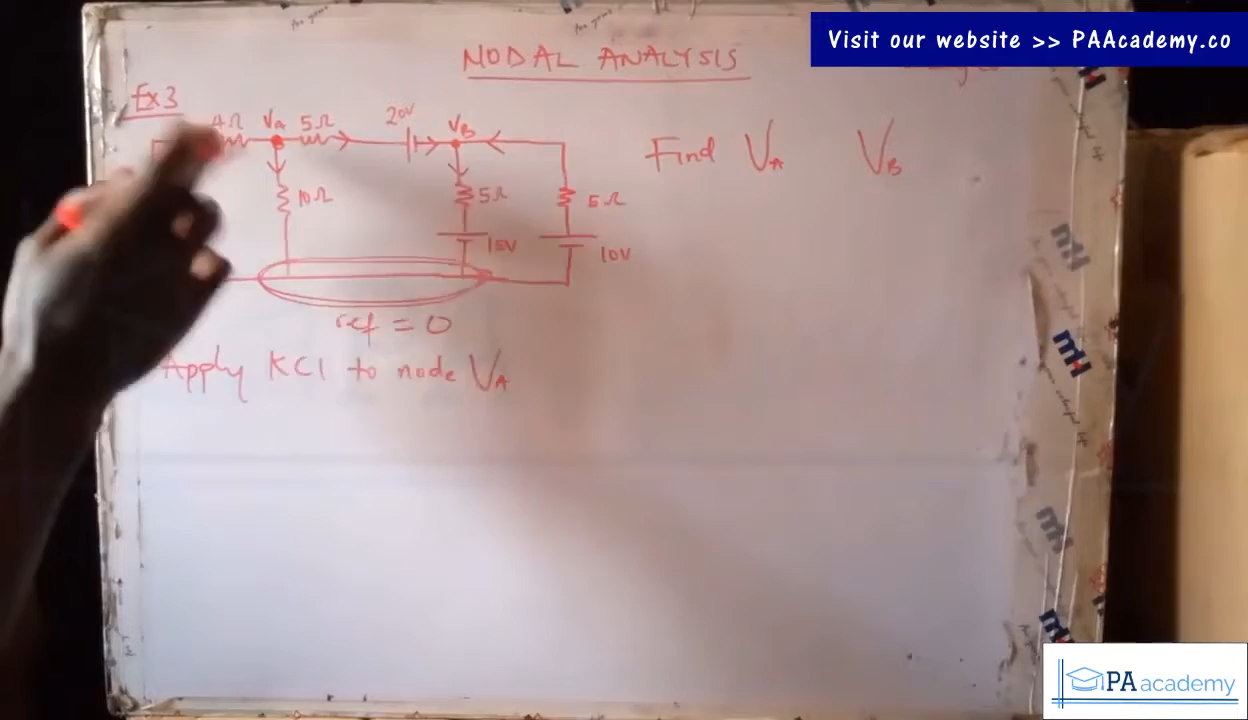 Visit our website >> PAAcademy.co
NODAL ANALYSIS
Ex3
4Ω VA 5Ω 20V VB
Find VA VB
10Ω 5Ω 5Ω
15V 10V
ref = 0
Apply KCl to node VA
PA academy